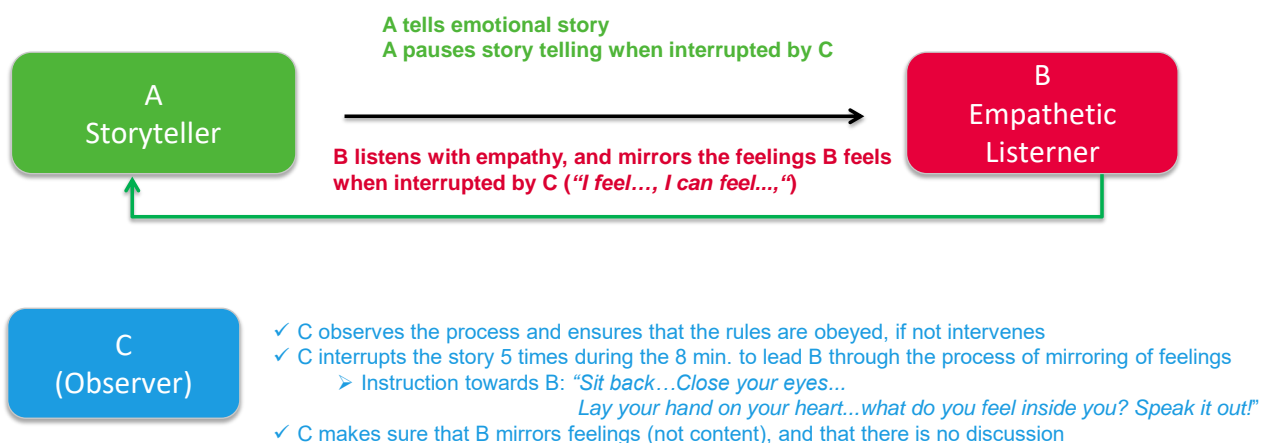 A tells emotional story
A pauses story telling when interrupted by C
A
Storyteller
B
Empathetic
Listerner
B listens with empathy, and mirrors the feelings B feels
when interrupted by C (“I feel…, I can feel...,“)
C
(Observer)
✓ C observes the process and ensures that the rules are obeyed, if not intervenes
✓ C interrupts the story 5 times during the 8 min. to lead B through the process of mirroring of feelings
➢ Instruction towards B: “Sit back…Close your eyes...
Lay your hand on your heart...what do you feel inside you? Speak it out!”
✓ C makes sure that B mirrors feelings (not content), and that there is no discussion